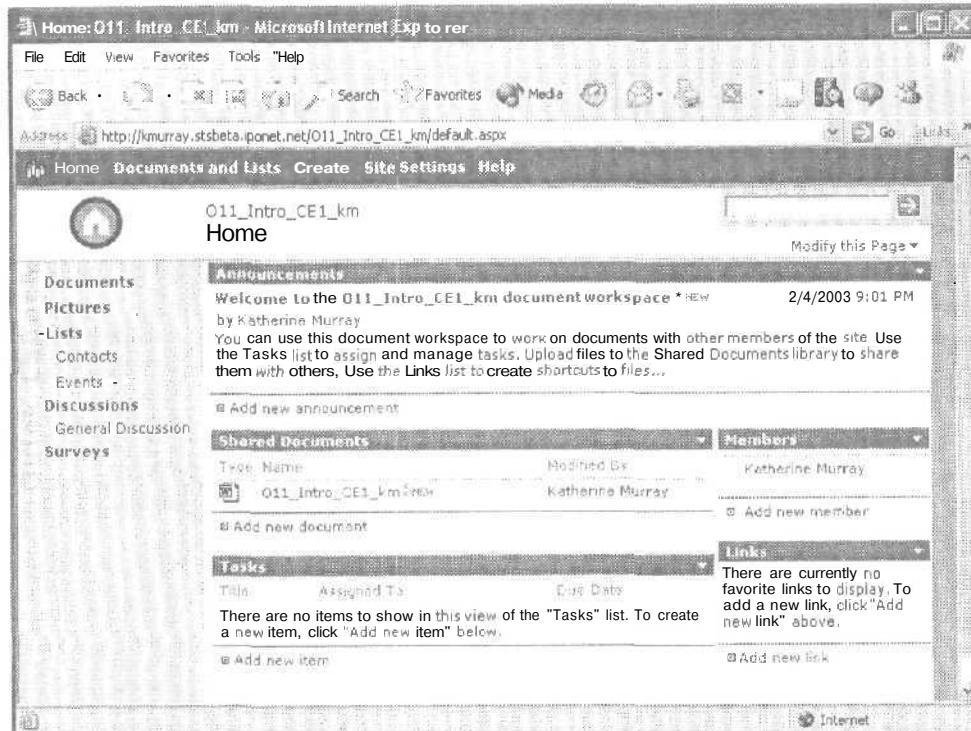 Home: O11_Intro_CE1_km - Microsoft Internet Exp to rer
File Edit View Favorites Tools "Help
Back Search Favorites Media
Address http://kmurray.stsbeta.iponet.net/O11_Intro_CE1_km/default.aspx Go Links »
Home Documents and Lists Create Site Settings Help
O11_Intro_CE1_km
Home
Modify this Page
Documents
Pictures
-Lists
Contacts
Events -
Discussions
General Discussion
Surveys
Announcements
Welcome to the O11_Intro_CE1_km document workspace * NEW 2/4/2003 9:01 PM
by Katherine Murray
You can use this document workspace to work on documents with other members of the site Use
the Tasks list to assign and manage tasks. Upload files to the Shared Documents library to share
them with others, Use the Links list to create shortcuts to files...
Add new announcement
Shared Documents
Type Name Modified By
O11_Intro_CE1_km NEW Katherine Murray
Add new document
Members
Katherine Murray
Add new member
Tasks
Title Assigned To Due Date
There are no items to show in this view of the "Tasks" list. To create
a new item, click "Add new item" below.
Add new item
Links
There are currently no
favorite links to display. To
add a new link, click "Add
new link" above.
Add new link
Internet